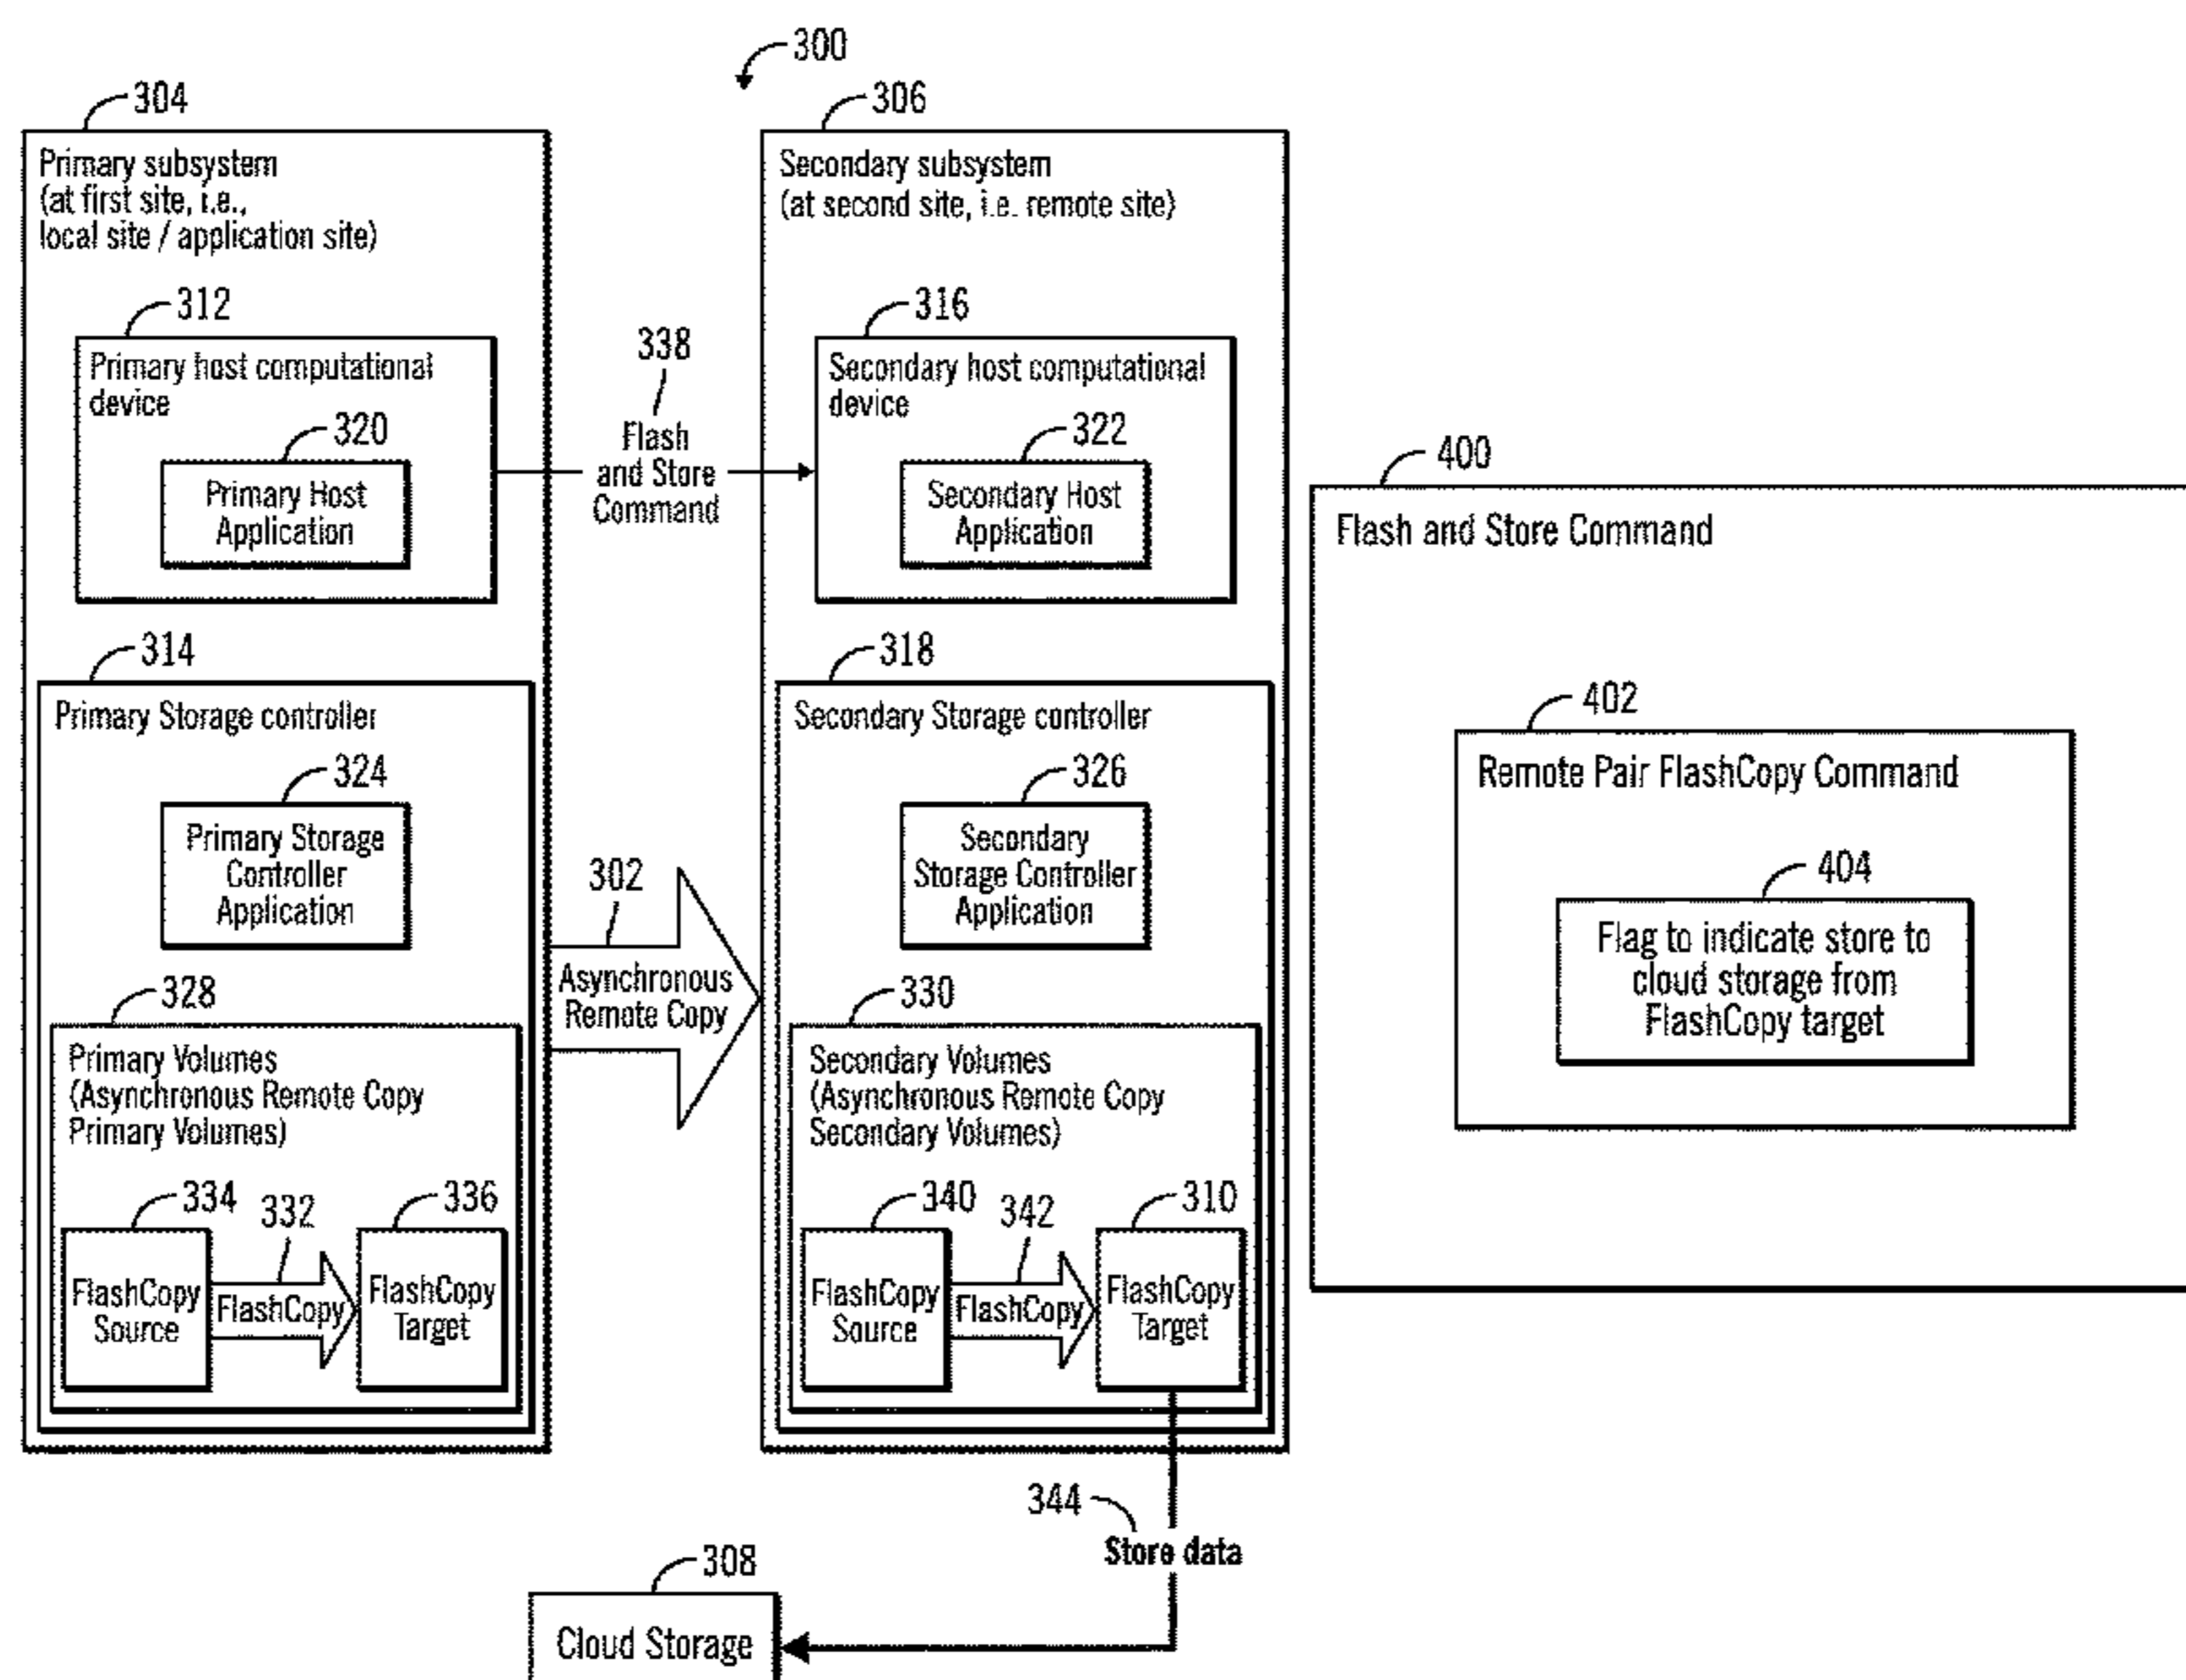 300
304
Primary subsystem
(at first site, i.e.,
local site / application site)
312
Primary host computational
device
320
Primary Host
Application
314
Primary Storage controller
324
Primary Storage
Controller
Application
328
Primary Volumes
(Asynchronous Remote Copy
Primary Volumes)
334
FlashCopy
Source
332
FlashCopy
336
FlashCopy
Target
338
Flash
and Store
Command
302
Asynchronous
Remote Copy
306
Secondary subsystem
(at second site, i.e. remote site)
316
Secondary host computational
device
322
Secondary Host
Application
318
Secondary Storage controller
326
Secondary
Storage Controller
Application
330
Secondary Volumes
(Asynchronous Remote Copy
Secondary Volumes)
340
FlashCopy
Source
342
FlashCopy
310
FlashCopy
Target
344
Store data
308
Cloud Storage
400
Flash and Store Command
402
Remote Pair FlashCopy Command
404
Flag to indicate store to
cloud storage from
FlashCopy target